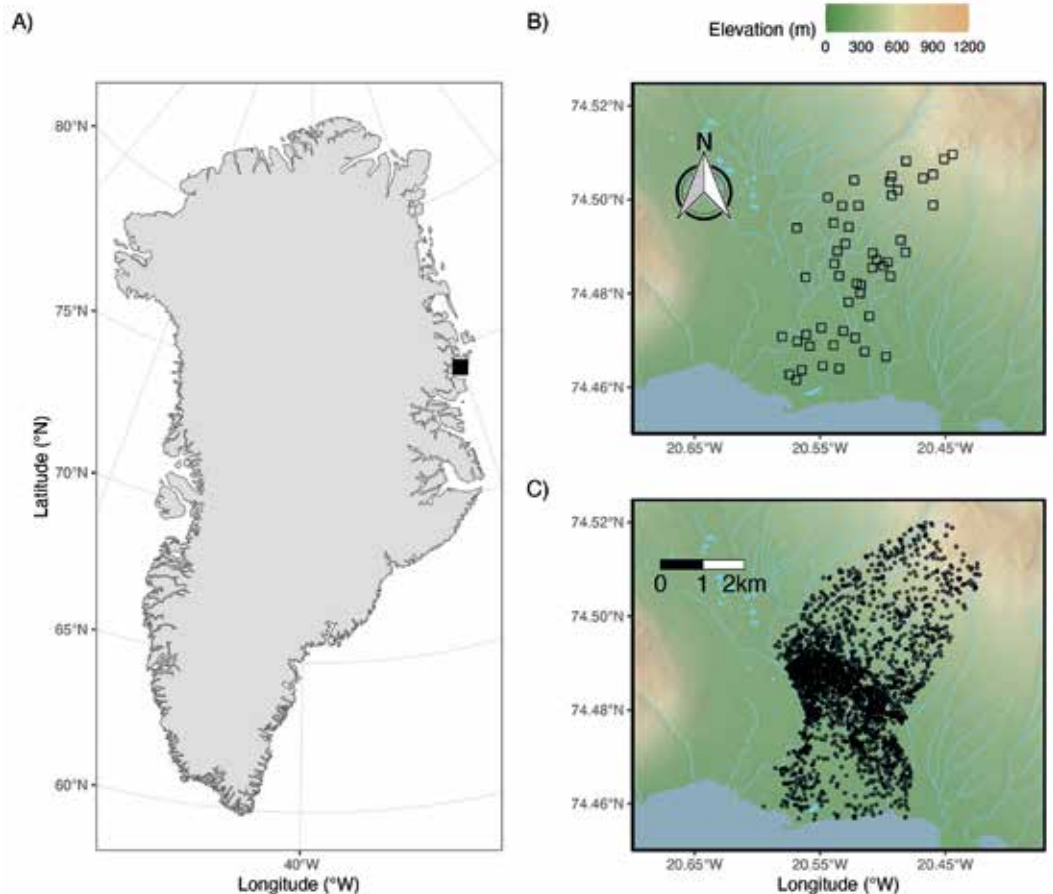 A)
80°N
75°N
70°N
65°N
60°N
Latitude (°N)
40°W
Longitude (°W)
B)
Elevation (m)
0 300 600 900 1200
74.52°N
74.50°N
74.48°N
74.46°N
N
20.65°W 20.55°W 20.45°W
C)
74.52°N
74.50°N
74.48°N
74.46°N
0 1 2km
20.65°W 20.55°W 20.45°W
Longitude (°W)